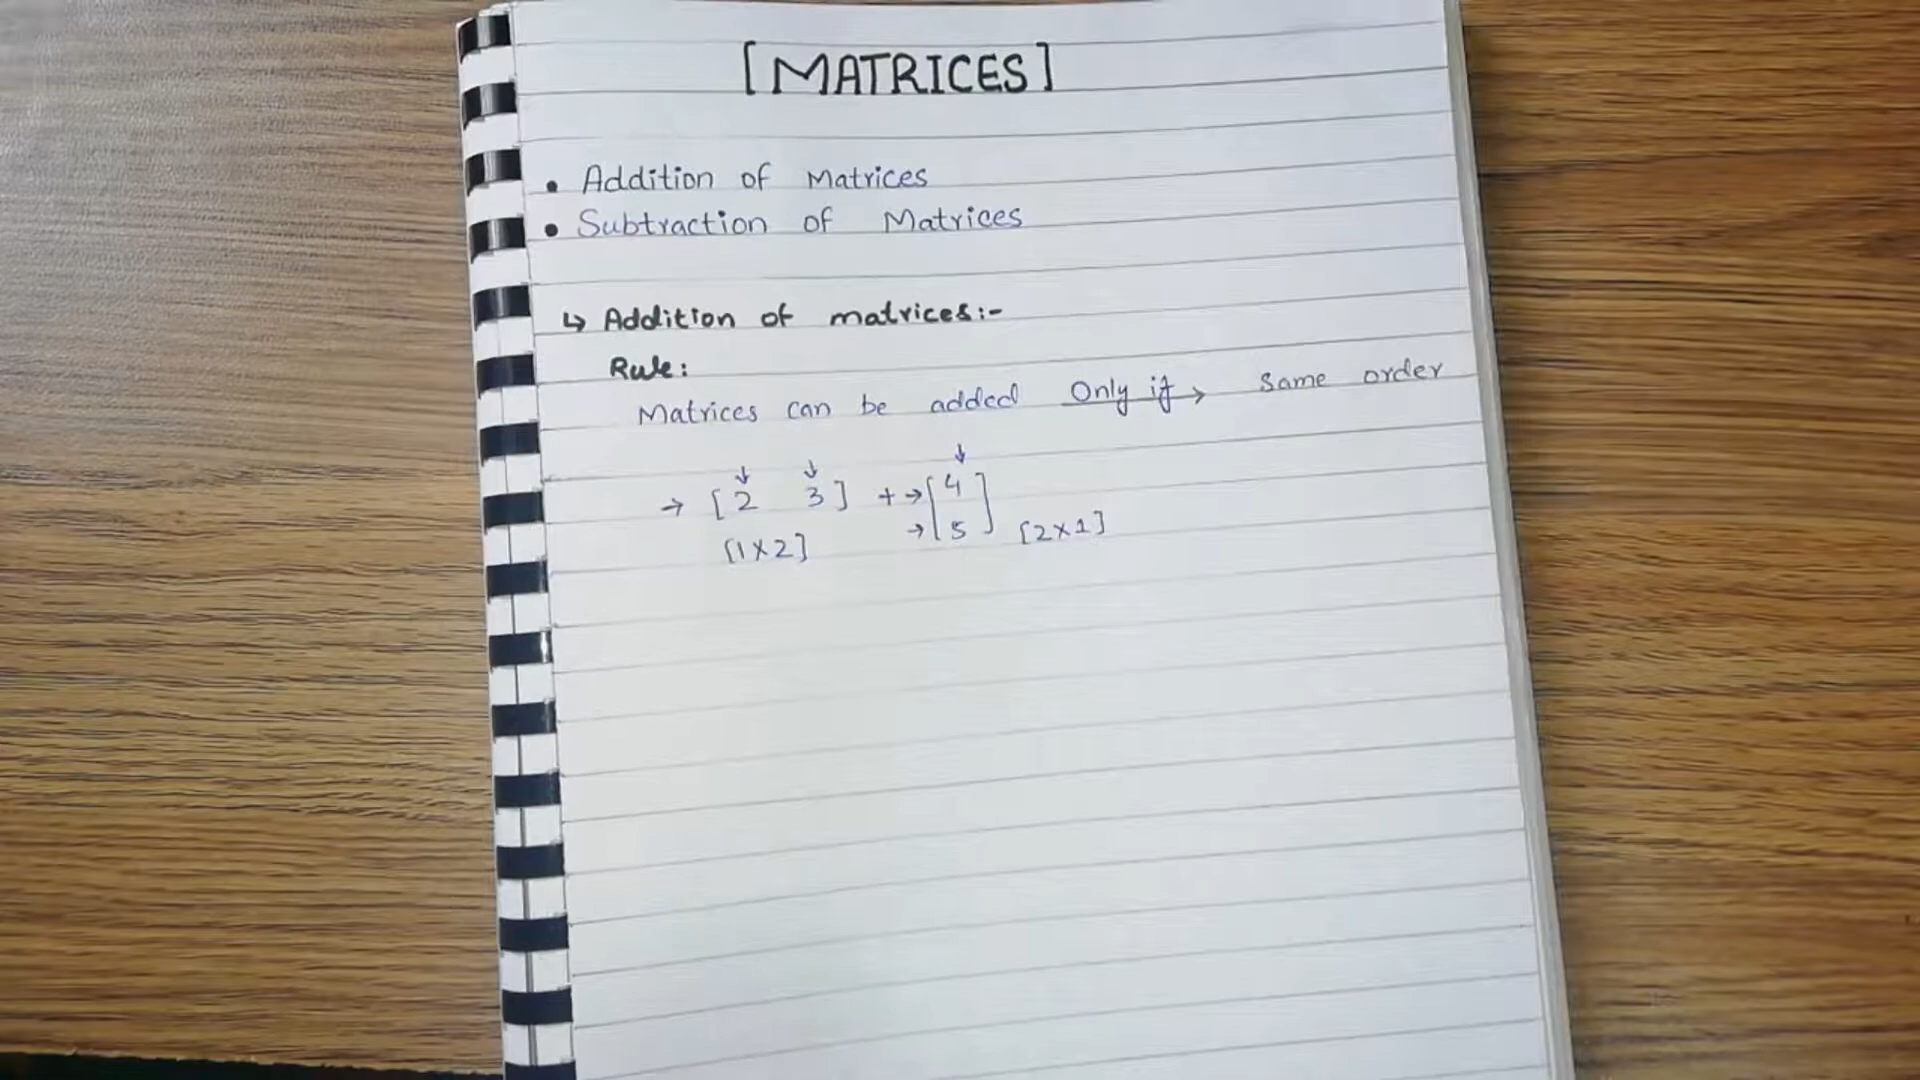 [MATRICES]
• Addition of Matrices
• Subtraction of Matrices
↳ Addition of matrices:-
Rule:
Matrices can be added Only if → Same order
→ [2 3] + → [4
→ 5] [2×1]
[1×2]